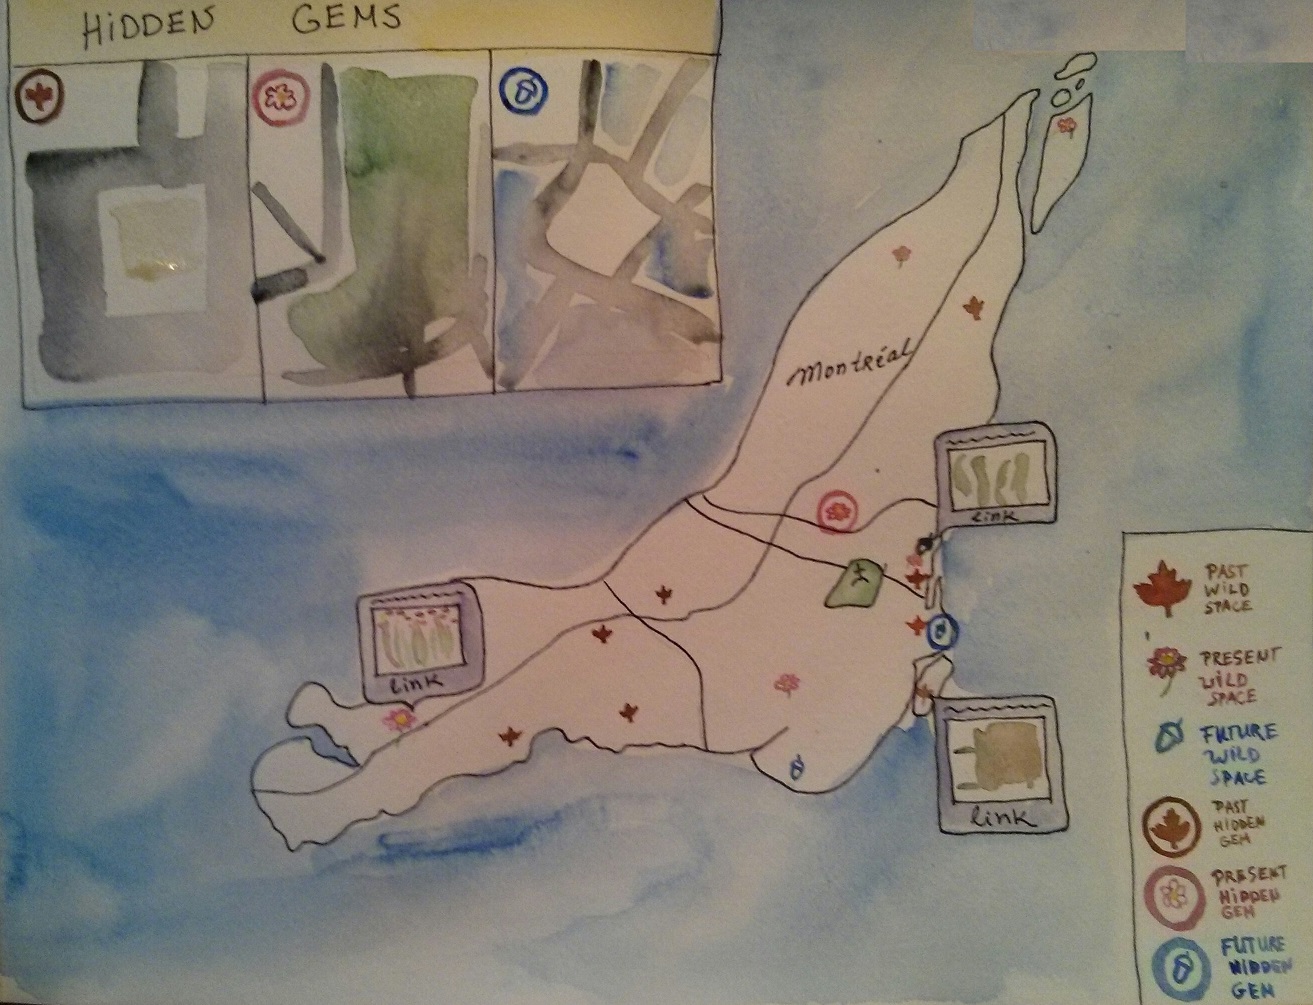 HIDDEN GEMS
Montréal
link
link
link
PAST
WILD
SPACE
PRESENT
WILD
SPACE
FUTURE
WILD
SPACE
PAST
HIDDEN
GEM
PRESENT
HIDDEN
GEM
FUTURE
HIDDEN
GEM